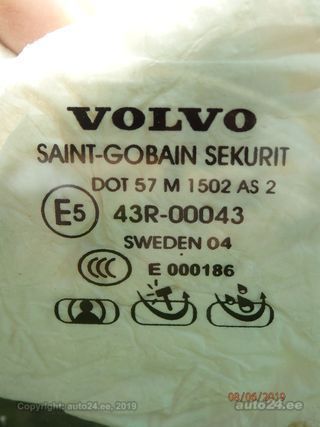 VOLVO
SAINT-GOBAIN SEKURIT
DOT 57 M 1502 AS 2
E5 43R-00043
SWEDEN 04
CCC E 000186
08/06/2019
Copyright: auto24.ee, 2019
auto24.ee